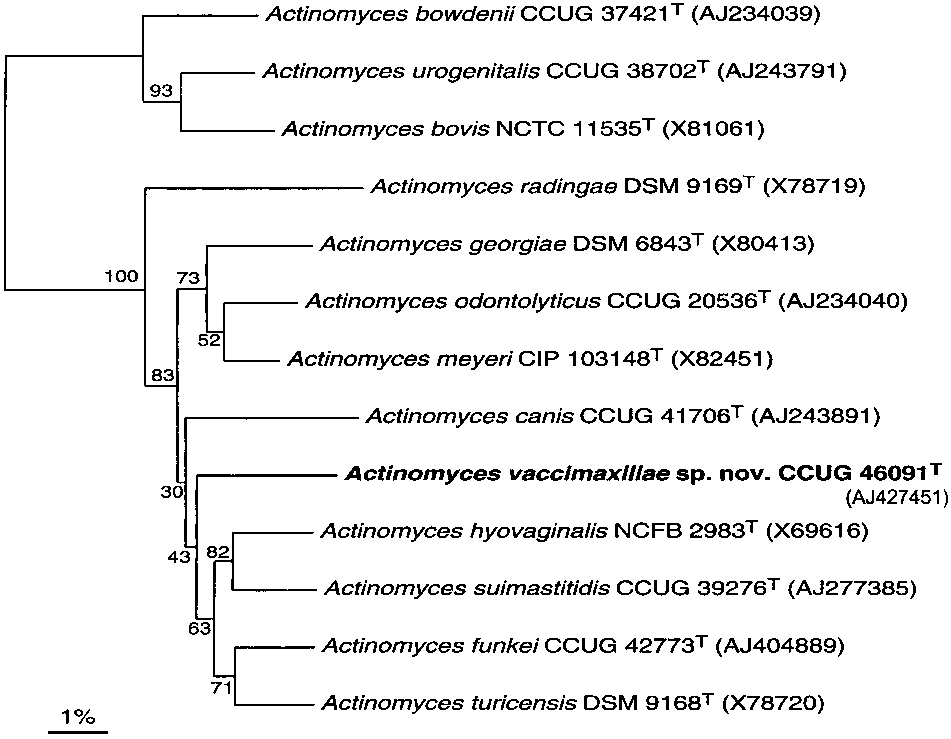 Actinomyces bowdenii CCUG 37421T (AJ234039)
Actinomyces urogenitalis CCUG 38702T (AJ243791)
93
Actinomyces bovis NCTC 11535T (X81061)
Actinomyces radingae DSM 9169T (X78719)
Actinomyces georgiae DSM 6843T (X80413)
100
73
Actinomyces odontolyticus CCUG 20536T (AJ234040)
52
Actinomyces meyeri CIP 103148T (X82451)
83
Actinomyces canis CCUG 41706T (AJ243891)
Actinomyces vaccimaxillae sp. nov. CCUG 46091T
(AJ427451)
30
Actinomyces hyovaginalis NCFB 2983T (X69616)
43
82
Actinomyces suimastitidis CCUG 39276T (AJ277385)
63
Actinomyces funkei CCUG 42773T (AJ404889)
71
Actinomyces turicensis DSM 9168T (X78720)
1%